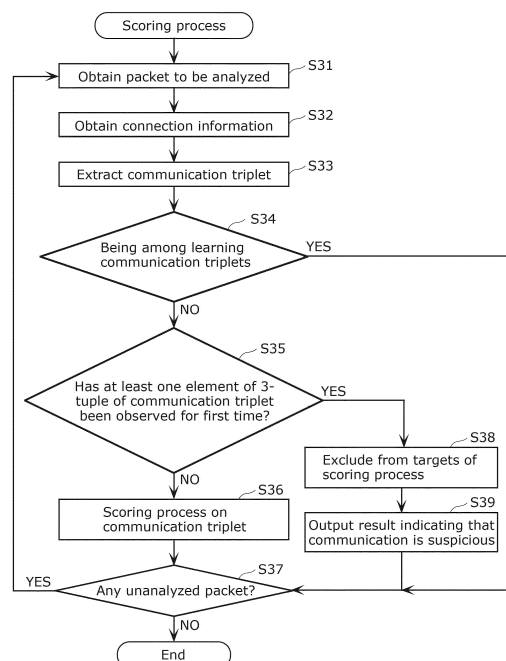 Scoring process
Obtain packet to be analyzed
S31
Obtain connection information
S32
Extract communication triplet
S33
S34
Being among learning
communication triplets
YES
NO
S35
Has at least one element of 3-
tuple of communication triplet
been observed for first time?
YES
NO
S38
Exclude from targets of
scoring process
S36
Scoring process on
communication triplet
S39
Output result indicating that
communication is suspicious
S37
Any unanalyzed packet?
YES
NO
End